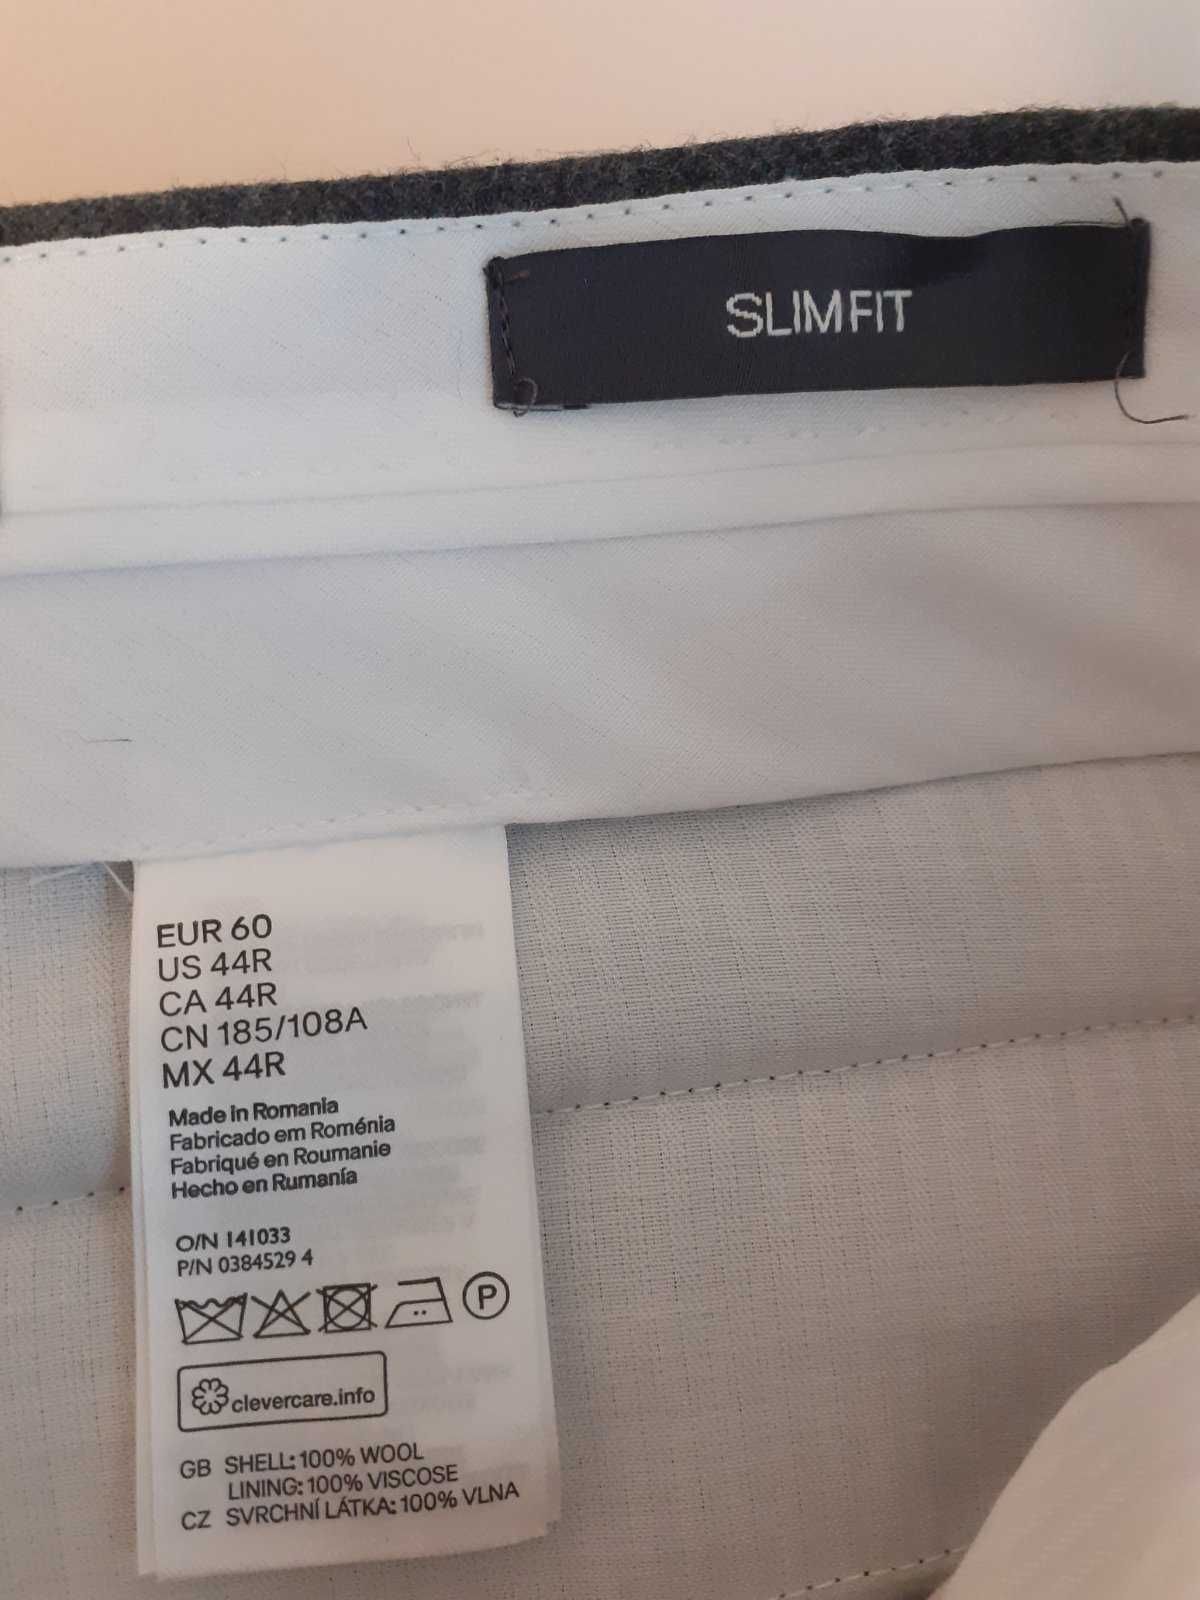 SLIM FIT
EUR 60
US 44R
CA 44R
CN 185/108A
MX 44R
Made in Romania
Fabricado em Roménia
Fabriqué en Roumanie
Hecho en Rumanía
O/N 141033
P/N 0384529 4
P
clevercare.info
GB SHELL: 100% WOOL
LINING: 100% VISCOSE
CZ SVRCHNÍ LÁTKA: 100% VLNA